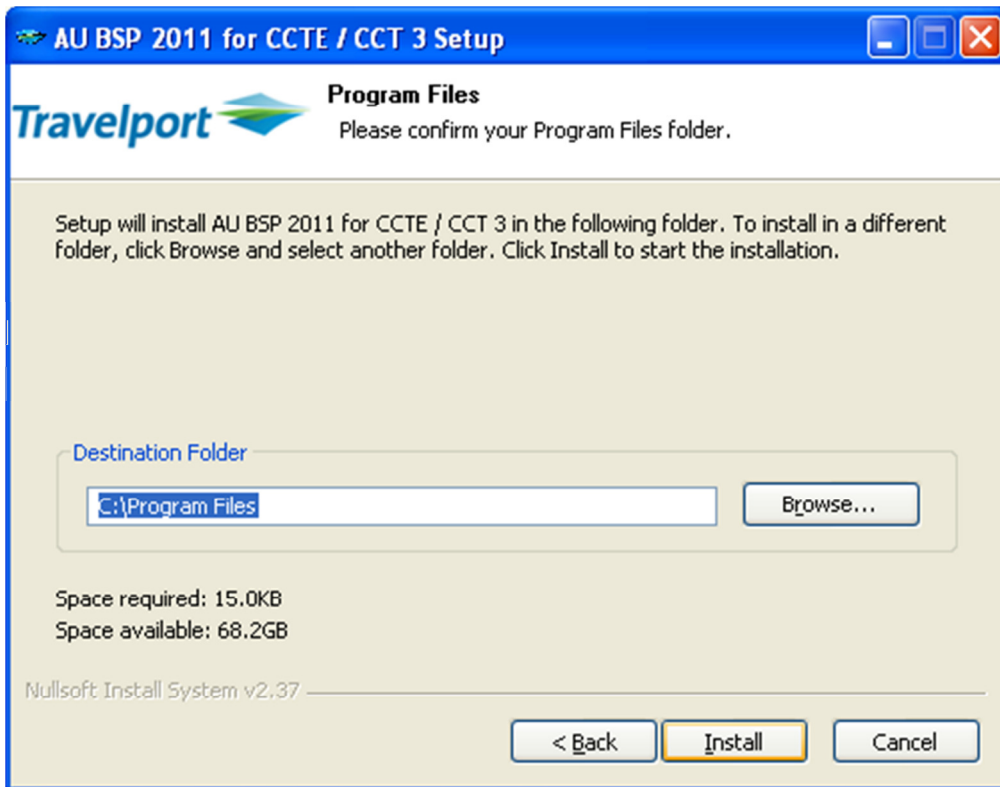 AU BSP 2011 for CCTE / CCT 3 Setup
Travelport
Program Files
Please confirm your Program Files folder.
Setup will install AU BSP 2011 for CCTE / CCT 3 in the following folder. To install in a different
folder, click Browse and select another folder. Click Install to start the installation.
Destination Folder
C:\Program Files
Browse...
Space required: 15.0KB
Space available: 68.2GB
Nullsoft Install System v2.37
< Back
Install
Cancel